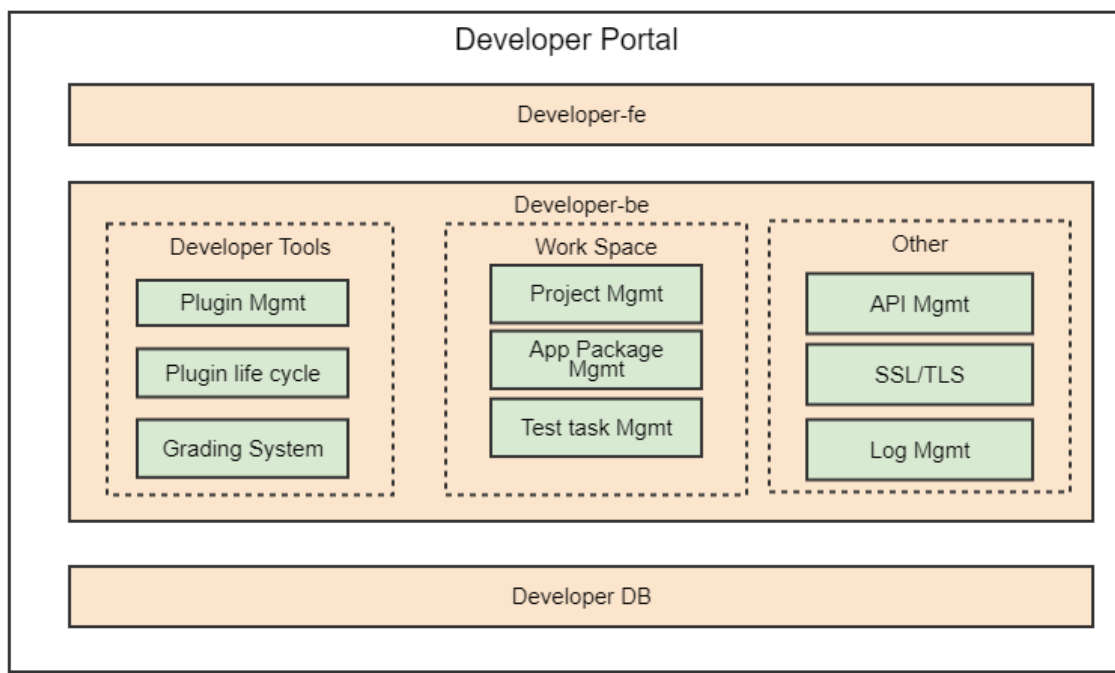 Developer Portal
Developer-fe
Developer-be
Developer Tools
Plugin Mgmt
Plugin life cycle
Grading System
Work Space
Project Mgmt
App Package
Mgmt
Test task Mgmt
Other
API Mgmt
SSL/TLS
Log Mgmt
Developer DB